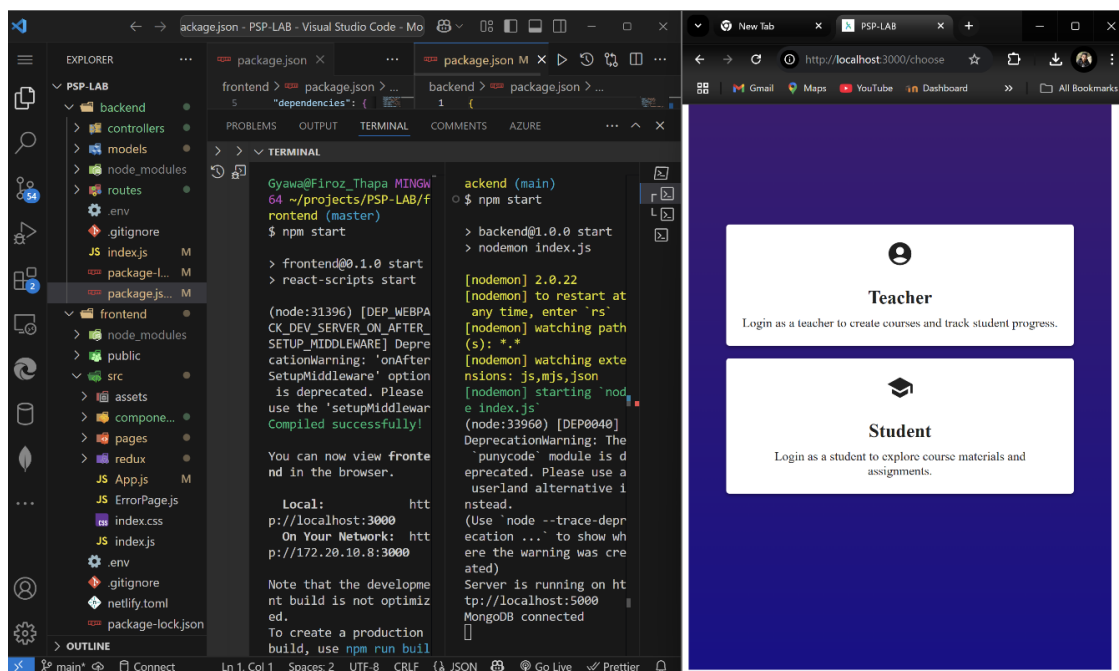 ackage.json - PSP-LAB - Visual Studio Code - Mo
EXPLORER
PSP-LAB
backend
controllers
models
node_modules
routes
.env
.gitignore
JS index.js M
package-l... M
package.js... M
frontend
node_modules
public
src
assets
compone...
pages
redux
JS App.js M
JS ErrorPage.js
index.css
JS index.js
.env
.gitignore
netlify.toml
package-lock.json
OUTLINE
54
2
main* Connect
package.json
package.json M
frontend > package.json > ...
backend > package.json > ...
5 "dependencies": {
1 {
PROBLEMS OUTPUT TERMINAL COMMENTS AZURE
TERMINAL
Gyawa@Firoz_Thapa MINGW
64 ~/projects/PSP-LAB/f
rontend (master)
$ npm start
> frontend@0.1.0 start
> react-scripts start
(node:31396) [DEP_WEBPA
CK_DEV_SERVER_ON_AFTER_
SETUP_MIDDLEWARE] Depre
cationWarning: 'onAfter
SetupMiddleware' option
is deprecated. Please
use the 'setupMiddlewar
Compiled successfully!
You can now view fronte
nd in the browser.
Local: htt
p://localhost:3000
On Your Network: htt
p://172.20.10.8:3000
Note that the developme
nt build is not optimiz
ed.
To create a production
build, use npm run buil
ackend (main)
$ npm start
> backend@1.0.0 start
> nodemon index.js
[nodemon] 2.0.22
[nodemon] to restart at
any time, enter `rs`
[nodemon] watching path
(s): *.*
[nodemon] watching exte
nsions: js,mjs,json
[nodemon] starting `nod
e index.js`
(node:33960) [DEP0040]
DeprecationWarning: The
`punycode` module is d
eprecated. Please use a
userland alternative i
nstead.
(Use `node --trace-depr
ecation ...` to show wh
ere the warning was cre
ated)
Server is running on ht
tp://localhost:5000
MongoDB connected
Ln 1, Col 1 Spaces: 2 UTF-8 CRLF {} JSON Go Live Prettier
New Tab
PSP-LAB
http://localhost:3000/choose
Gmail Maps YouTube Dashboard All Bookmarks
Teacher
Login as a teacher to create courses and track student progress.
Student
Login as a student to explore course materials and
assignments.